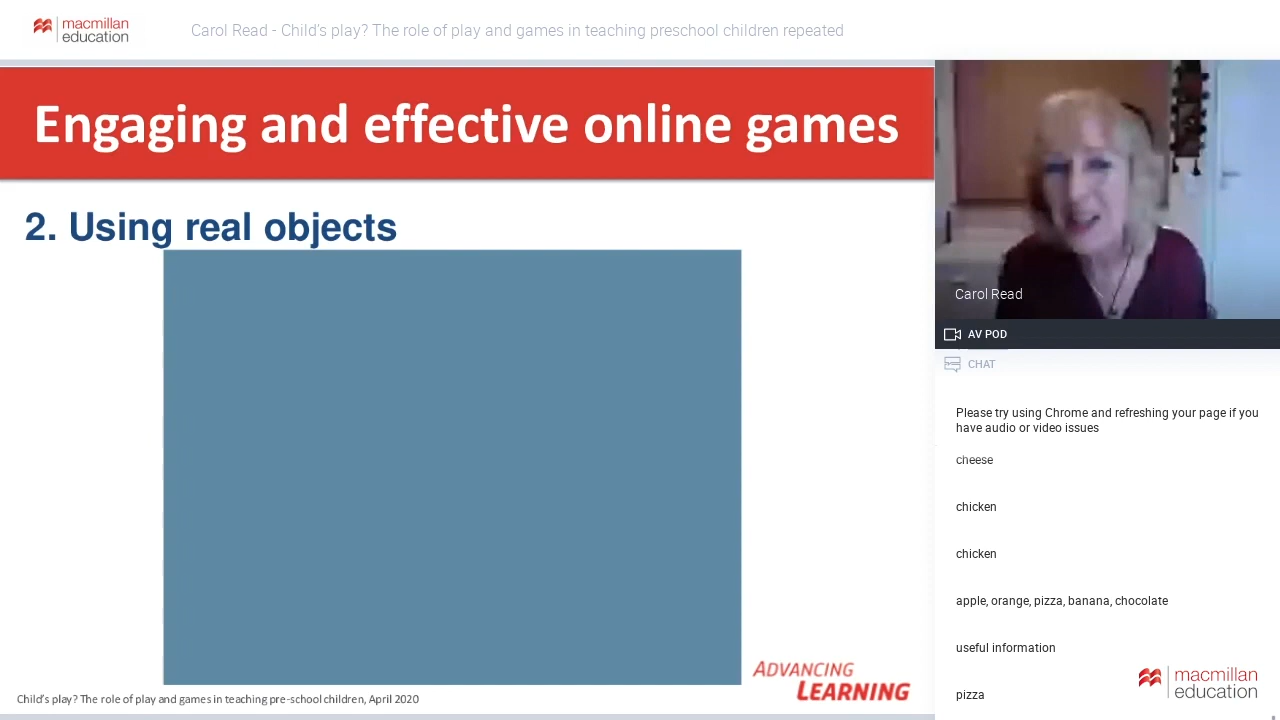 macmillan
education
Carol Read - Child's play? The role of play and games in teaching preschool children repeated
Engaging and effective online games
2. Using real objects
ADVANCING
LEARNING
Child's play? The role of play and games in teaching pre-school children, April 2020
Carol Read
AV POD
CHAT
Please try using Chrome and refreshing your page if you
have audio or video issues
cheese
chicken
chicken
apple, orange, pizza, banana, chocolate
useful information
pizza
macmillan
education